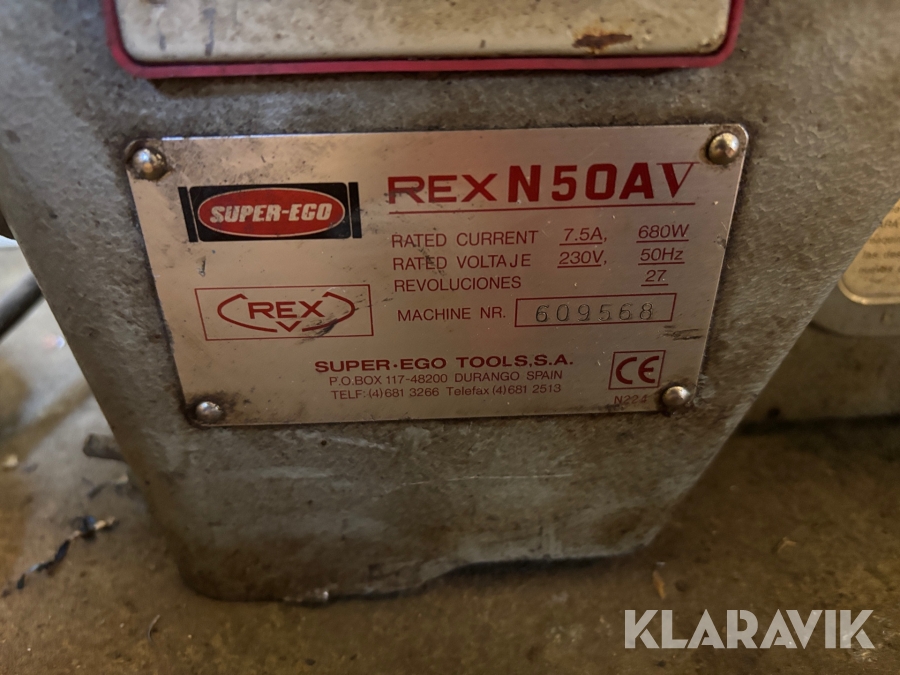 SUPER-EGO
REX N50AV
RATED CURRENT 7.5A, 680W
RATED VOLTAJE 230V, 50Hz
REVOLUCIONES 27
REX
MACHINE NR. 609568
SUPER·EGO TOOLS,S.A.
P.O.BOX 117-48200 DURANGO SPAIN
TELF:(4)681 3266 Telefax (4)681 2513
CE
N224
KLARAVIK